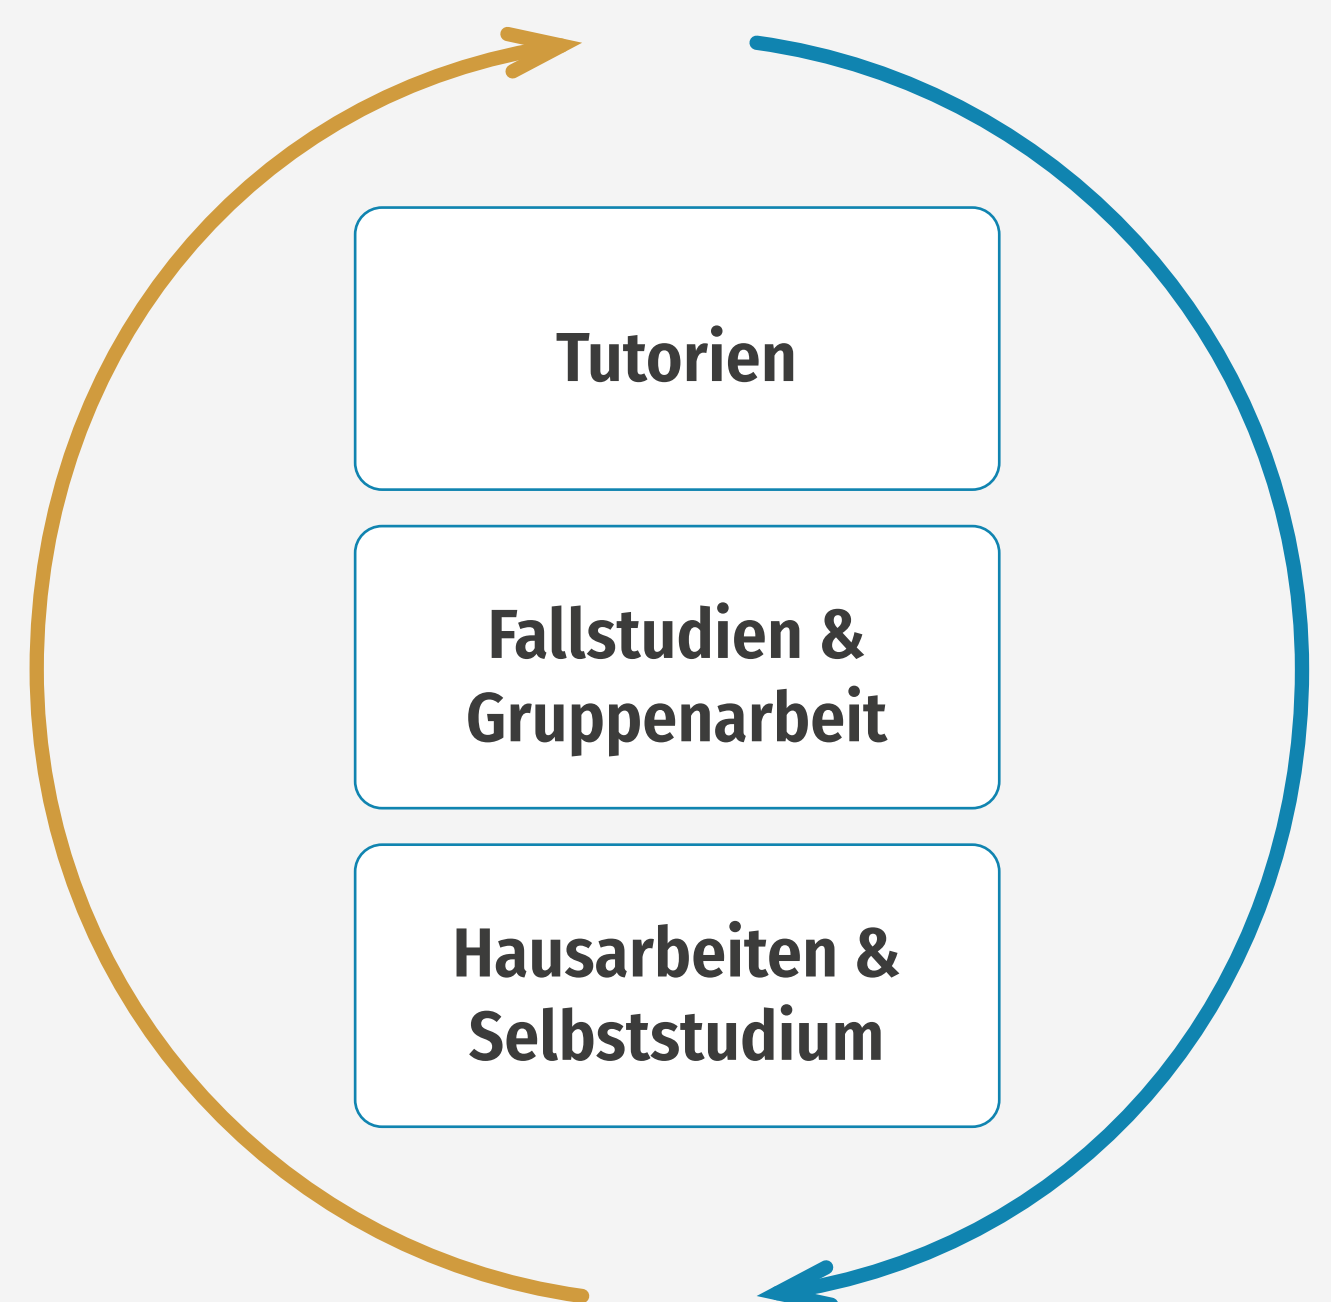 Tutorien
Fallstudien &
Gruppenarbeit
Hausarbeiten &
Selbststudium